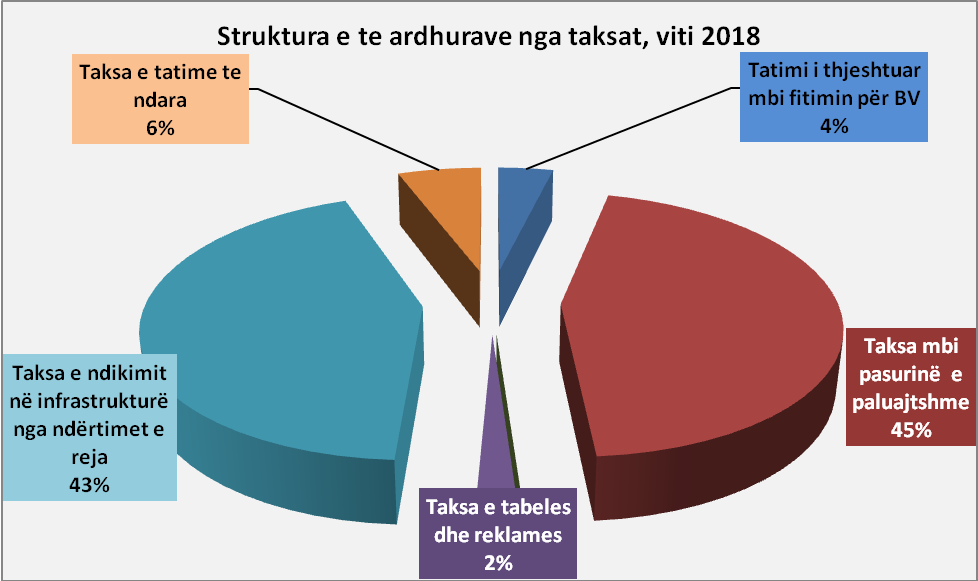 Struktura e te ardhurave nga taksat, viti 2018
Taksa e tatime te
ndara
6%
Tatimi i thjeshtuar
mbi fitimin për BV
4%
Taksa e ndikimit
në infrastrukturë
nga ndërtimet e
reja
43%
Taksa mbi
pasurinë e
paluajtshme
45%
Taksa e tabeles
dhe reklames
2%